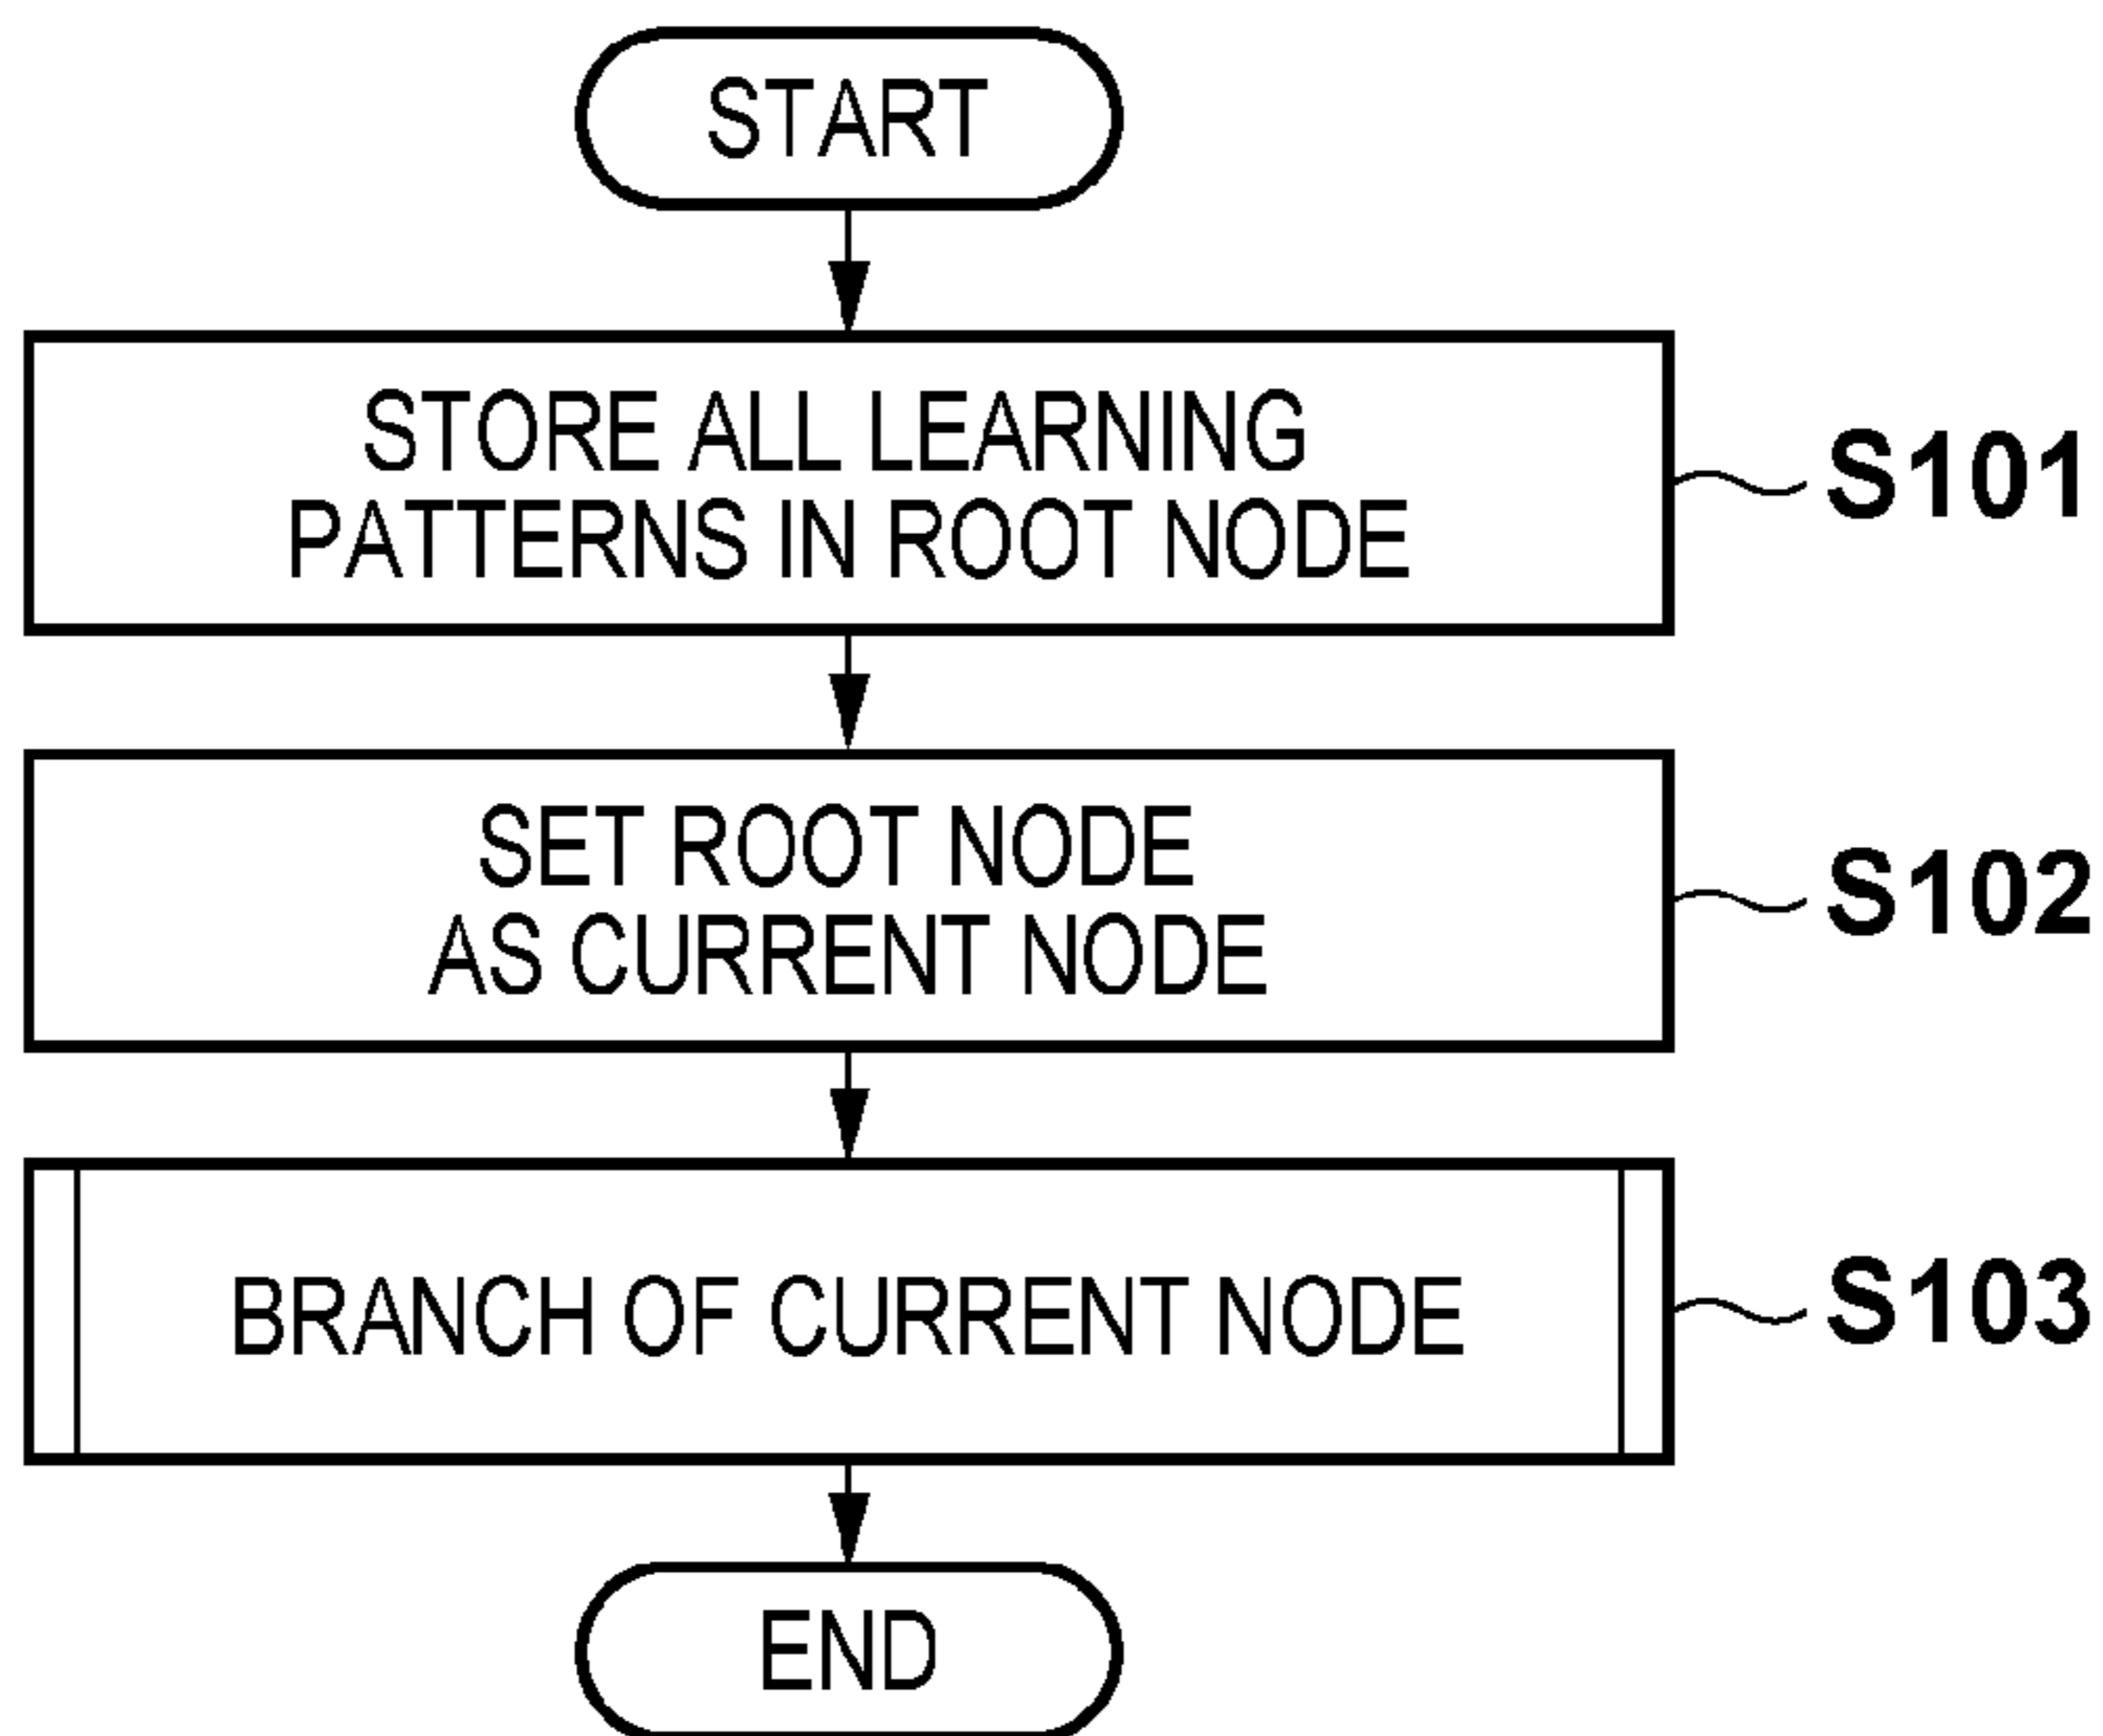 START
STORE ALL LEARNING
PATTERNS IN ROOT NODE
S101
SET ROOT NODE
AS CURRENT NODE
S102
BRANCH OF CURRENT NODE
S103
END